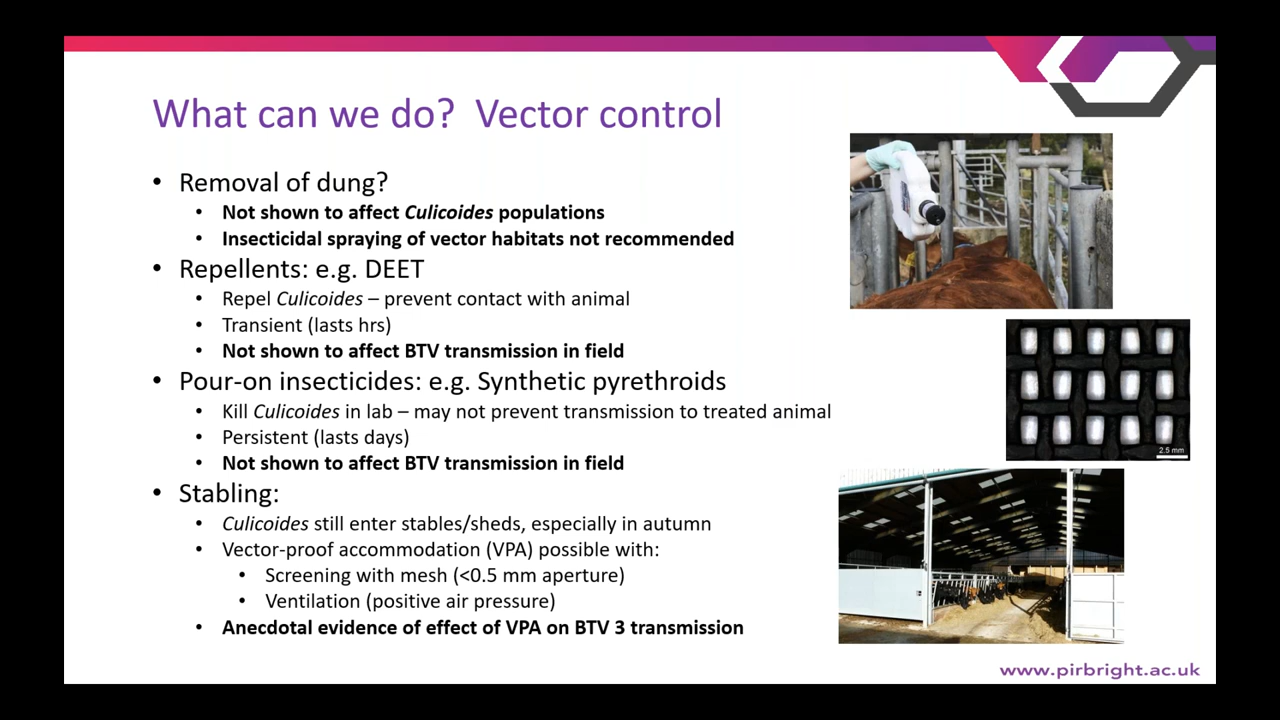 What can we do?  Vector control
• Removal of dung?
• Not shown to affect Culicoides populations
• Insecticidal spraying of vector habitats not recommended
• Repellents: e.g. DEET
• Repel Culicoides – prevent contact with animal
• Transient (lasts hrs)
• Not shown to affect BTV transmission in field
• Pour-on insecticides: e.g. Synthetic pyrethroids
• Kill Culicoides in lab – may not prevent transmission to treated animal
• Persistent (lasts days)
• Not shown to affect BTV transmission in field
• Stabling:
• Culicoides still enter stables/sheds, especially in autumn
• Vector-proof accommodation (VPA) possible with:
• Screening with mesh (<0.5 mm aperture)
• Ventilation (positive air pressure)
• Anecdotal evidence of effect of VPA on BTV 3 transmission
2.5 mm
www.pirbright.ac.uk